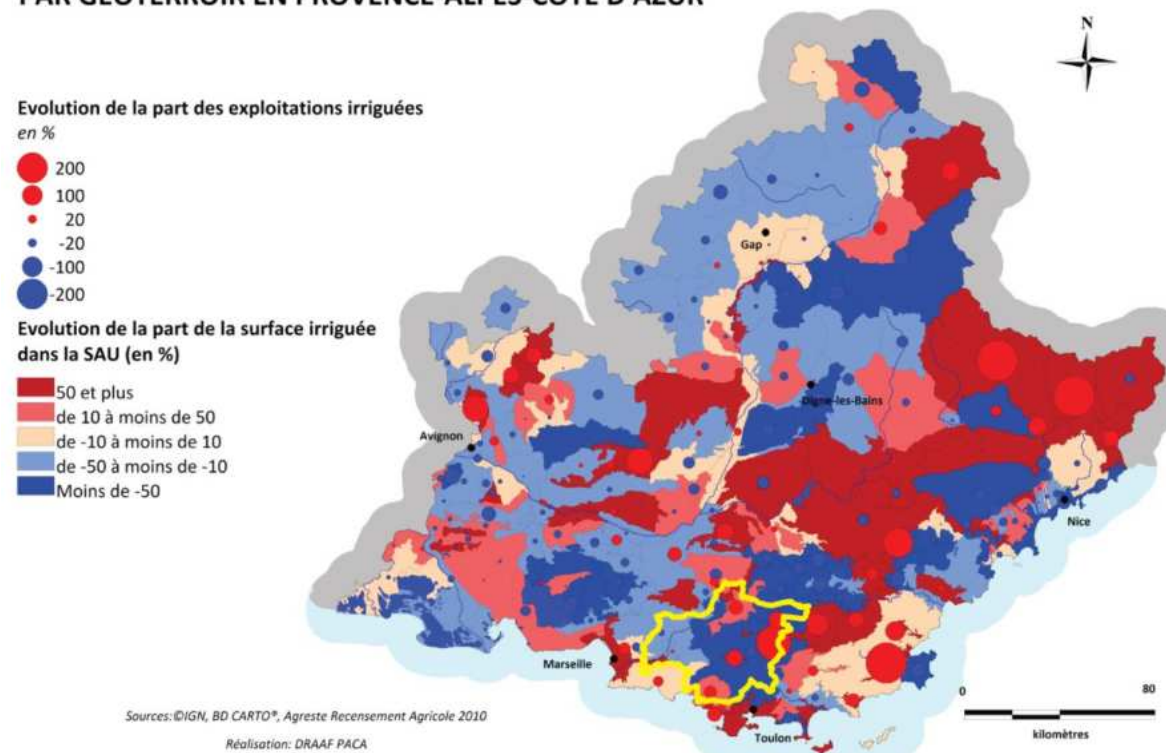 PAR GEOTERROIR EN PROVENCE-ALPES-COTE D'AZUR
N
Evolution de la part des exploitations irriguées
en %
200
100
20
-20
-100
-200
Evolution de la part de la surface irriguée
dans la SAU (en %)
50 et plus
de 10 à moins de 50
de -10 à moins de 10
de -50 à moins de -10
Moins de -50
Gap
Digne-les-Bains
Avignon
Nice
Marseille
Toulon
0 80
kilomètres
Sources:©IGN, BD CARTO®, Agreste Recensement Agricole 2010
Réalisation: DRAAF PACA